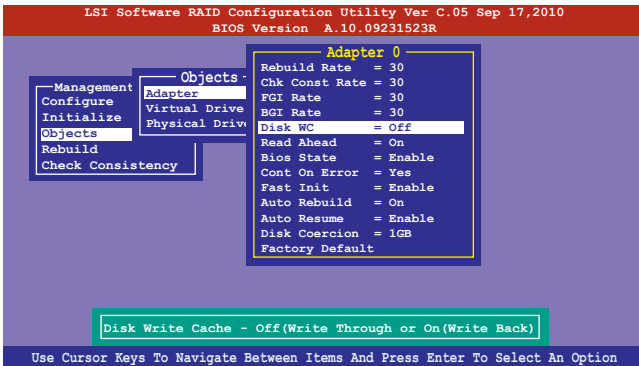 LSI Software RAID Configuration Utility Ver C.05 Sep 17,2010
BIOS Version A.10.09231523R
Management
Configure
Initialize
Objects
Rebuild
Check Consistency
Objects
Adapter
Virtual Drive
Physical Driv
Adapter 0
Rebuild Rate = 30
Chk Const Rate = 30
FGI Rate = 30
BGI Rate = 30
Disk WC = Off
Read Ahead = On
Bios State = Enable
Cont On Error = Yes
Fast Init = Enable
Auto Rebuild = On
Auto Resume = Enable
Disk Coercion = 1GB
Factory Default
Disk Write Cache - Off(Write Through or On(Write Back)
Use Cursor Keys To Navigate Between Items And Press Enter To Select An Option